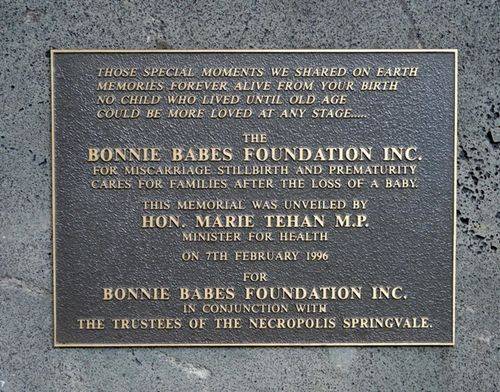 THOSE SPECIAL MOMENTS WE SHARED ON EARTH
MEMORIES FOREVER ALIVE FROM YOUR BIRTH
NO CHILD WHO LIVED UNTIL OLD AGE
COULD BE MORE LOVED AT ANY STAGE.....
THE
BONNIE BABES FOUNDATION INC.
FOR MISCARRIAGE STILLBIRTH AND PREMATURITY
CARES FOR FAMILIES AFTER THE LOSS OF A BABY.
THIS MEMORIAL WAS UNVEILED BY
HON. MARIE TEHAN M.P.
MINISTER FOR HEALTH
ON 7TH FEBRUARY 1996
FOR
BONNIE BABES FOUNDATION INC.
IN CONJUNCTION WITH
THE TRUSTEES OF THE NECROPOLIS SPRINGVALE.